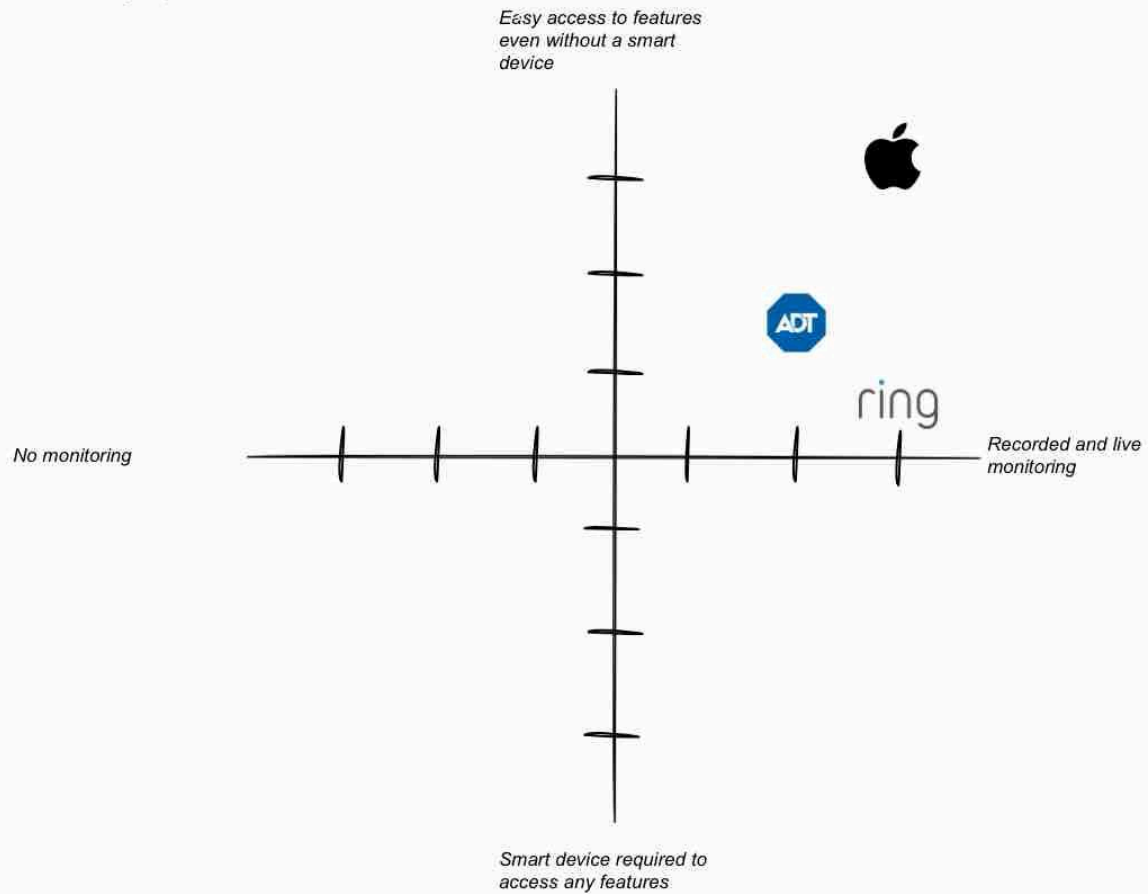 Easy access to features
even without a smart
device
ADT
ring
No monitoring
Recorded and live
monitoring
Smart device required to
access any features